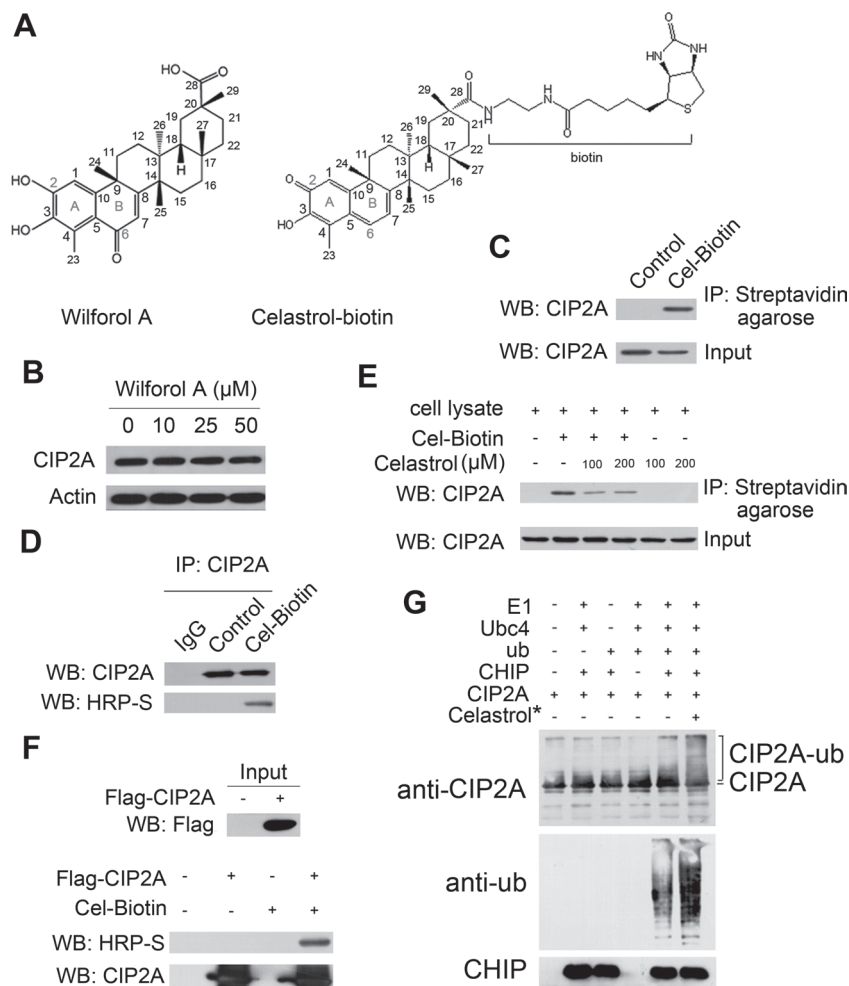 A
HO
O
28
29
20
19
21
26
27
12
18
22
11
13
17
24
H
1
14
16
HO
2
9
10
15
A
B
8
25
3
HO
5
7
4
6
23
O
Wilforol A
O
HN
NH
S
O
H
N
N
H
O
29
28
20
19
21
26
12
18
22
11
13
17
27
24
H
14
16
1
O
2
9
10
15
A
B
8
25
3
HO
5
7
4
6
23
biotin
Celastrol-biotin
C
Control
Cel-Biotin
WB: CIP2A
IP: Streptavidin
agarose
WB: CIP2A
Input
B
Wilforol A (μM)
0 10 25 50
CIP2A
Actin
E
cell lysate + + + + + +
Cel-Biotin - + + + - -
Celastrol (μM) - - 100 200 100 200
WB: CIP2A
IP: Streptavidin
agarose
WB: CIP2A
Input
D
IP: CIP2A
IgG
Control
Cel-Biotin
WB: CIP2A
WB: HRP-S
F
Input
Flag-CIP2A - +
WB: Flag
Flag-CIP2A - + - +
Cel-Biotin - - + +
WB: HRP-S
WB: CIP2A
G
E1 - + - + + +
Ubc4 - + - + + +
ub - - + + + +
CHIP - + + - + +
CIP2A + + + + + +
Celastrol* - - - - - +
anti-CIP2A
CIP2A-ub
CIP2A
anti-ub
CHIP